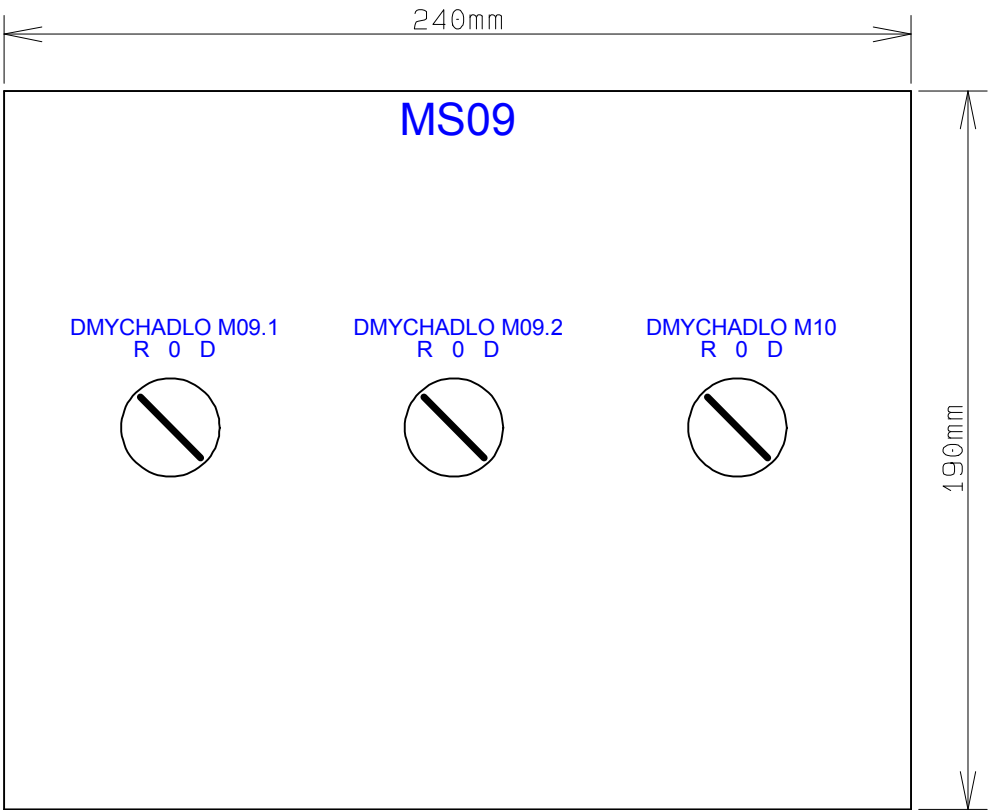 240mm
MS09
DMYCHADLO M09.1
R 0 D
DMYCHADLO M09.2
R 0 D
DMYCHADLO M10
R 0 D
190mm